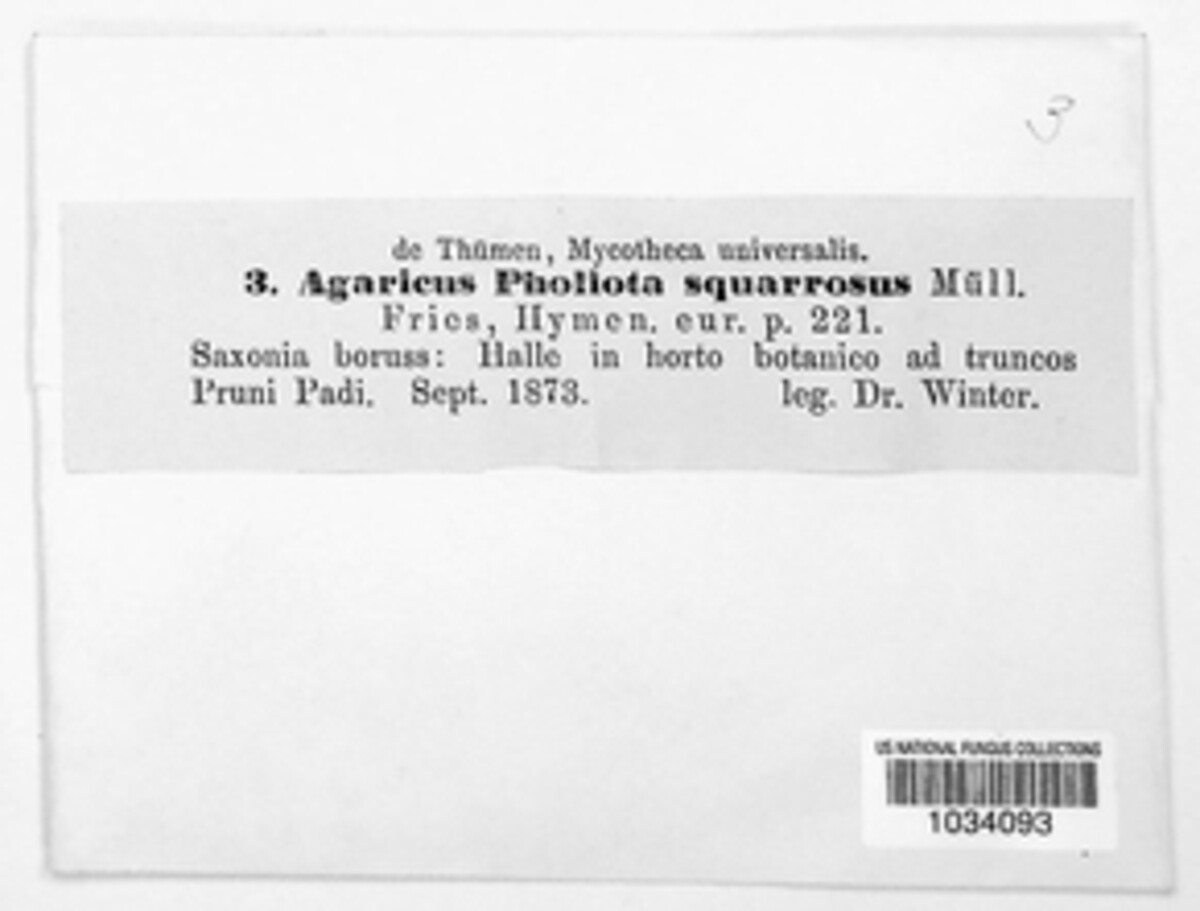 3
de Thümen, Mycotheca universalis.
3. Agaricus Pholiota squarrosus Müll.
Fries, Hymen. eur. p. 221.
Saxonia boruss: Halle in horto botanico ad truncos
Pruni Padi. Sept. 1873. leg. Dr. Winter.
US NATIONAL FUNGUS COLLECTIONS
1034093